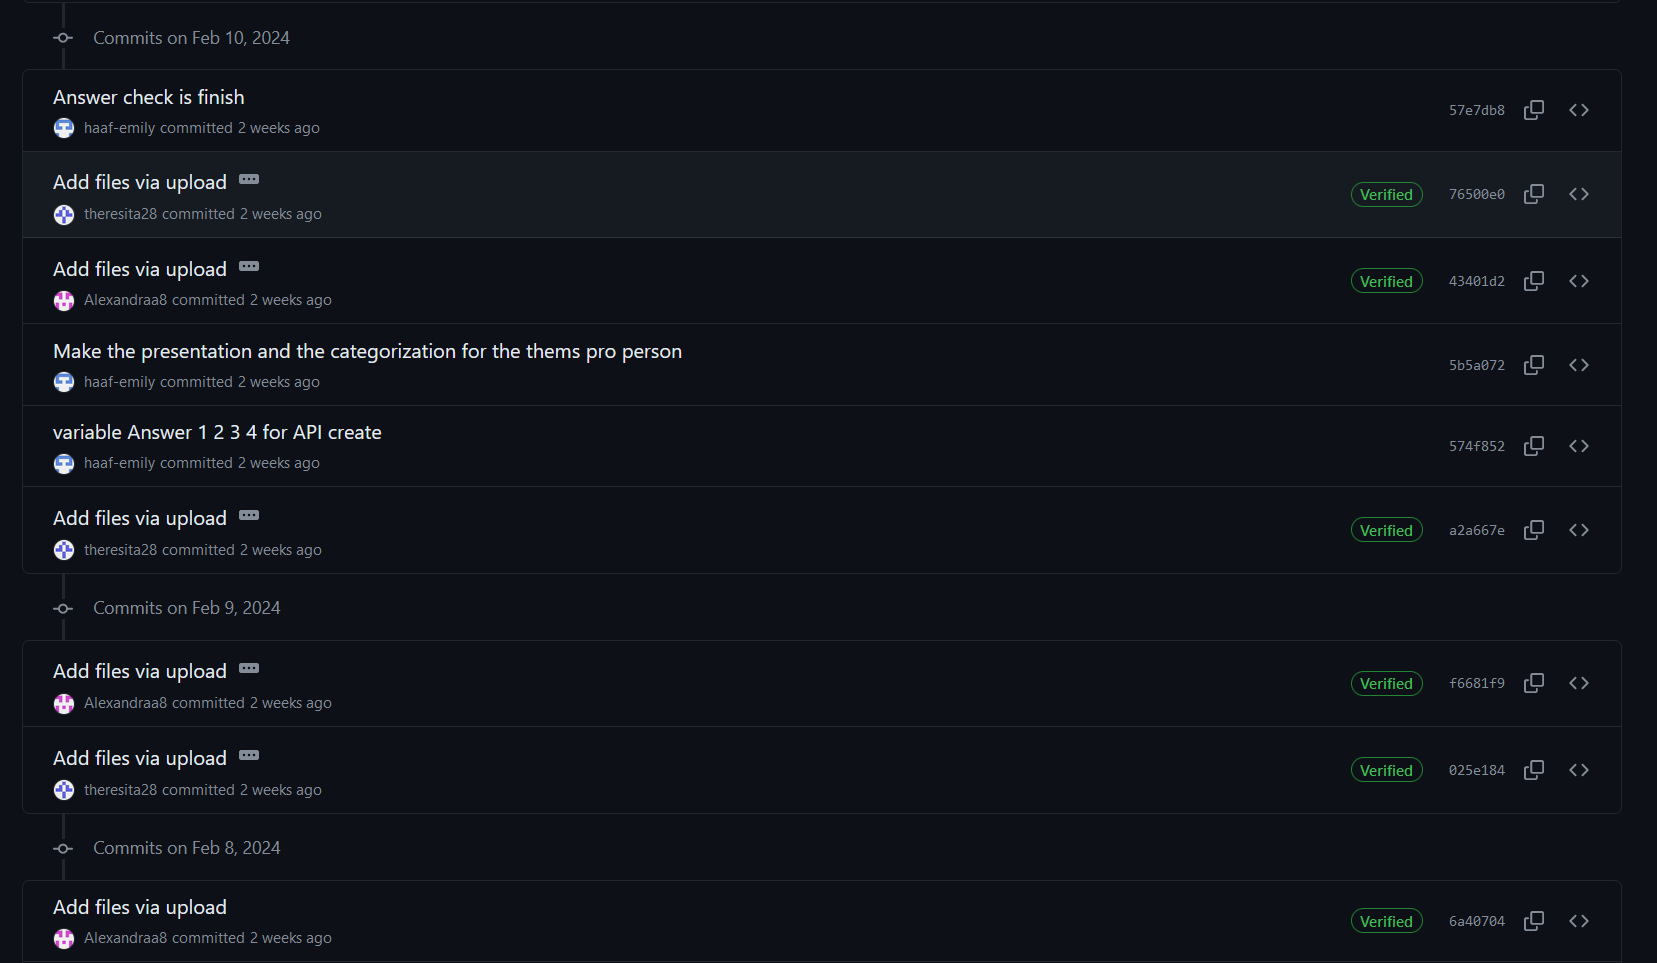 Commits on Feb 10, 2024
Answer check is finish
haaf-emily committed 2 weeks ago
57e7db8
Add files via upload
theresita28 committed 2 weeks ago
Verified 76500e0
Add files via upload
Alexandraa8 committed 2 weeks ago
Verified 43401d2
Make the presentation and the categorization for the thems pro person
haaf-emily committed 2 weeks ago
5b5a072
variable Answer 1 2 3 4 for API create
haaf-emily committed 2 weeks ago
574f852
Add files via upload
theresita28 committed 2 weeks ago
Verified a2a667e
Commits on Feb 9, 2024
Add files via upload
Alexandraa8 committed 2 weeks ago
Verified f6681f9
Add files via upload
theresita28 committed 2 weeks ago
Verified 025e184
Commits on Feb 8, 2024
Add files via upload
Alexandraa8 committed 2 weeks ago
Verified 6a40704